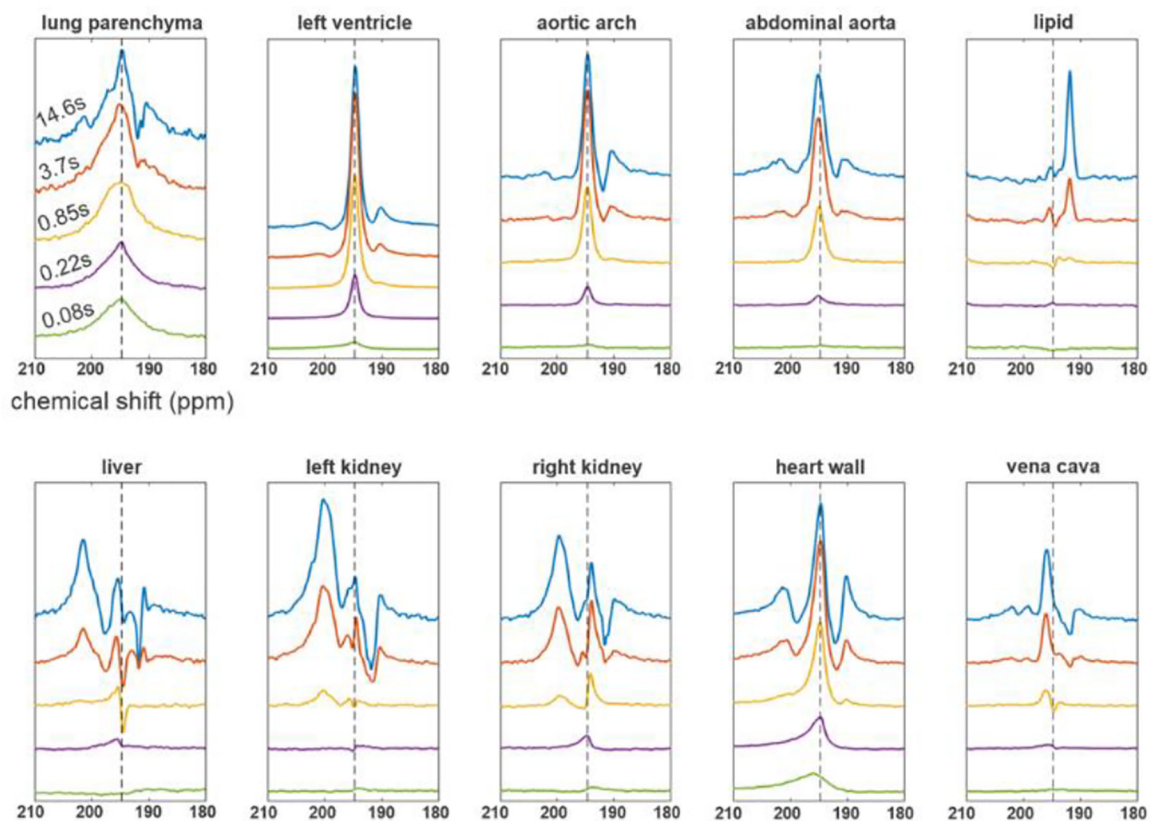 lung parenchyma left ventricle aortic arch abdominal aorta lipid
14.6s
3.7s
0.85s
0.22s
0.08s
210 200 190 180 210 200 190 180 210 200 190 180 210 200 190 180 210 200 190 180
chemical shift (ppm)
liver left kidney right kidney heart wall vena cava
210 200 190 180 210 200 190 180 210 200 190 180 210 200 190 180 210 200 190 180